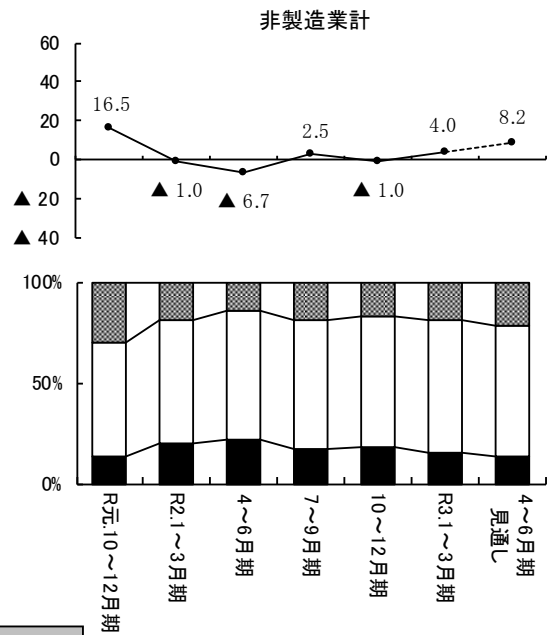 非製造業計
60
40
20
0
▲ 20
▲ 40
16.5
▲ 1.0
▲ 6.7
2.5
▲ 1.0
4.0
8.2
100%
50%
0%
R元.10～12月期
R2.1～3月期
4～6月期
7～9月期
10～12月期
R3.1～3月期
4～6月期
見通し